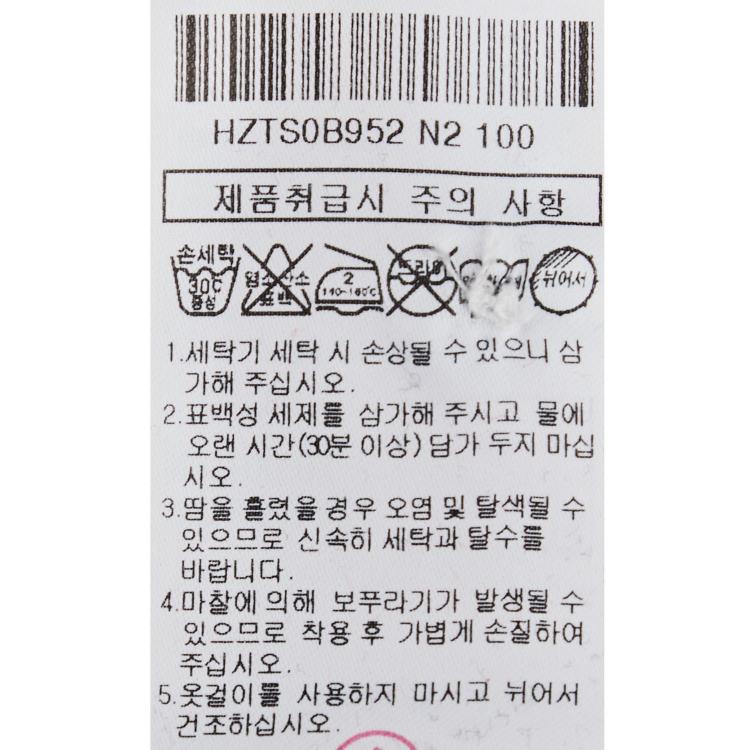 HZTS0B952 N2 100
제품취급시 주의 사항
손세탁
30℃
중성
염소 산소
표백
2
140~160℃
드라이
뉘어서
1.세탁기 세탁 시 손상될 수 있으니 삼
가해 주십시오.
2.표백성 세제를 삼가해 주시고 물에
오랜 시간(30분 이상) 담가 두지 마십
시오.
3.땀을 흘렸을 경우 오염 및 탈색될 수
있으므로 신속히 세탁과 탈수를
바랍니다.
4.마찰에 의해 보푸라기가 발생될 수
있으므로 착용 후 가볍게 손질하여
주십시오.
5.옷걸이를 사용하지 마시고 뉘어서
건조하십시오.